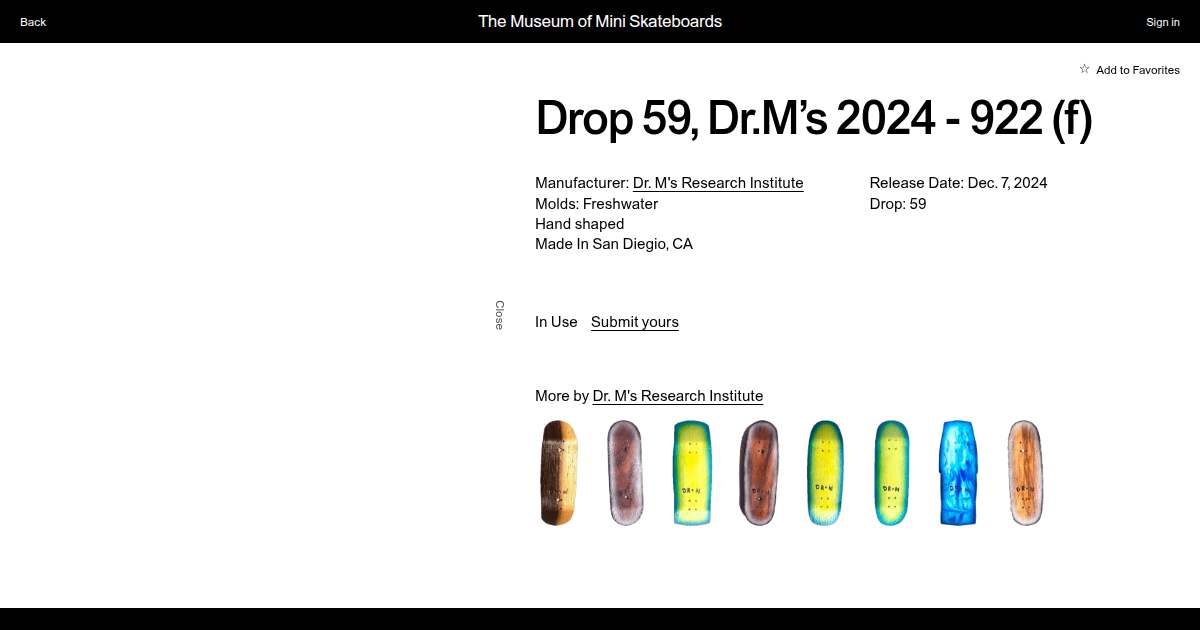 Back
The Museum of Mini Skateboards
Sign in
☆ Add to Favorites
Drop 59, Dr.M’s 2024 - 922 (f)
Manufacturer: Dr. M's Research Institute
Molds: Freshwater
Hand shaped
Made In San Diegio, CA
Release Date: Dec. 7, 2024
Drop: 59
Close
In Use Submit yours
More by Dr. M's Research Institute